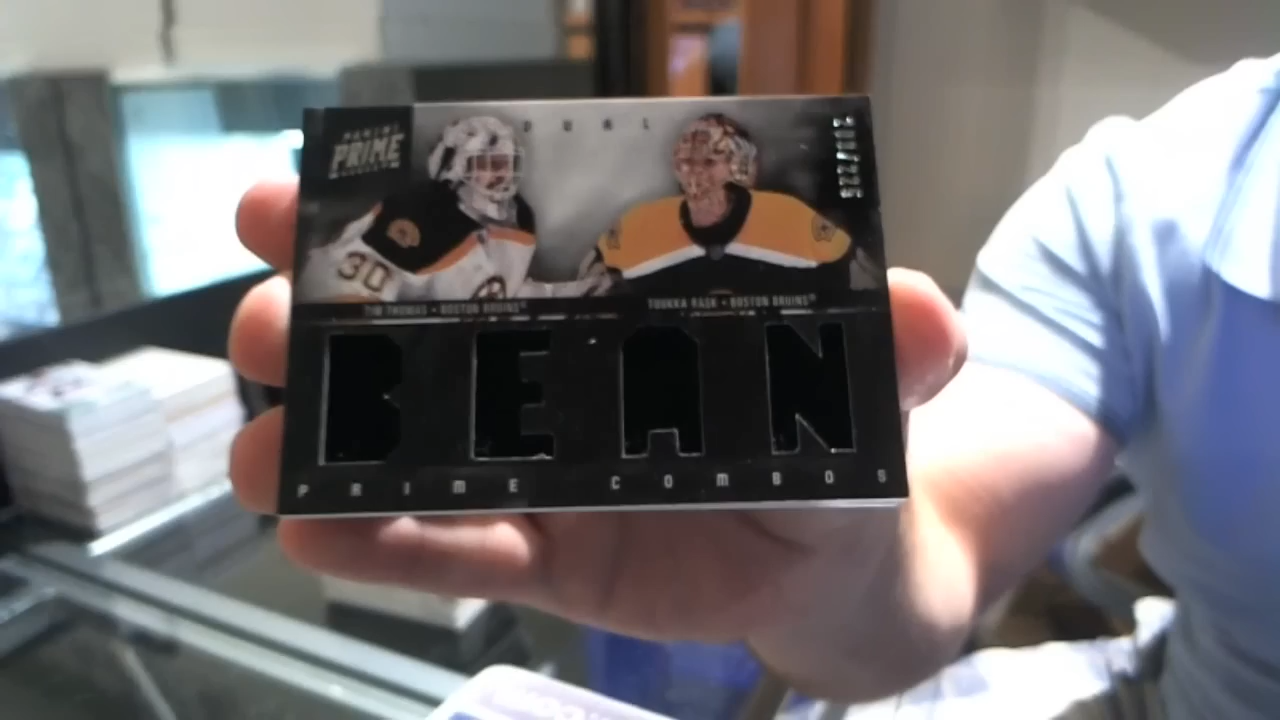 PANINI
PRIME
DUAL
30
TIM THOMAS • BOSTON BRUINS
TUUKKA RASK • BOSTON BRUINS
BEAN
PRIME COMBOS